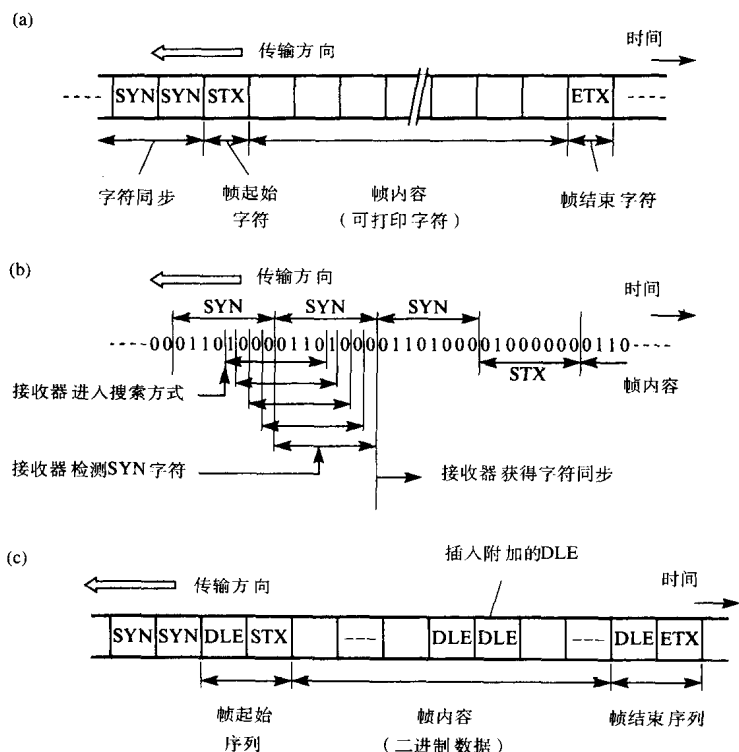 (a)
传输方向
时间
SYN SYN STX ETX
字符同步
帧起始
字符
帧内容
(可打印字符)
帧结束字符
(b)
传输方向
时间
SYN SYN SYN
----00011010000110100001101000010000000110----
STX
帧内容
接收器进入搜索方式
接收器检测SYN字符
接收器获得字符同步
(c)
插入附加的DLE
传输方向
时间
SYN SYN DLE STX --- DLE DLE --- DLE ETX
帧起始
序列
帧内容
(二进制数据)
帧结束序列